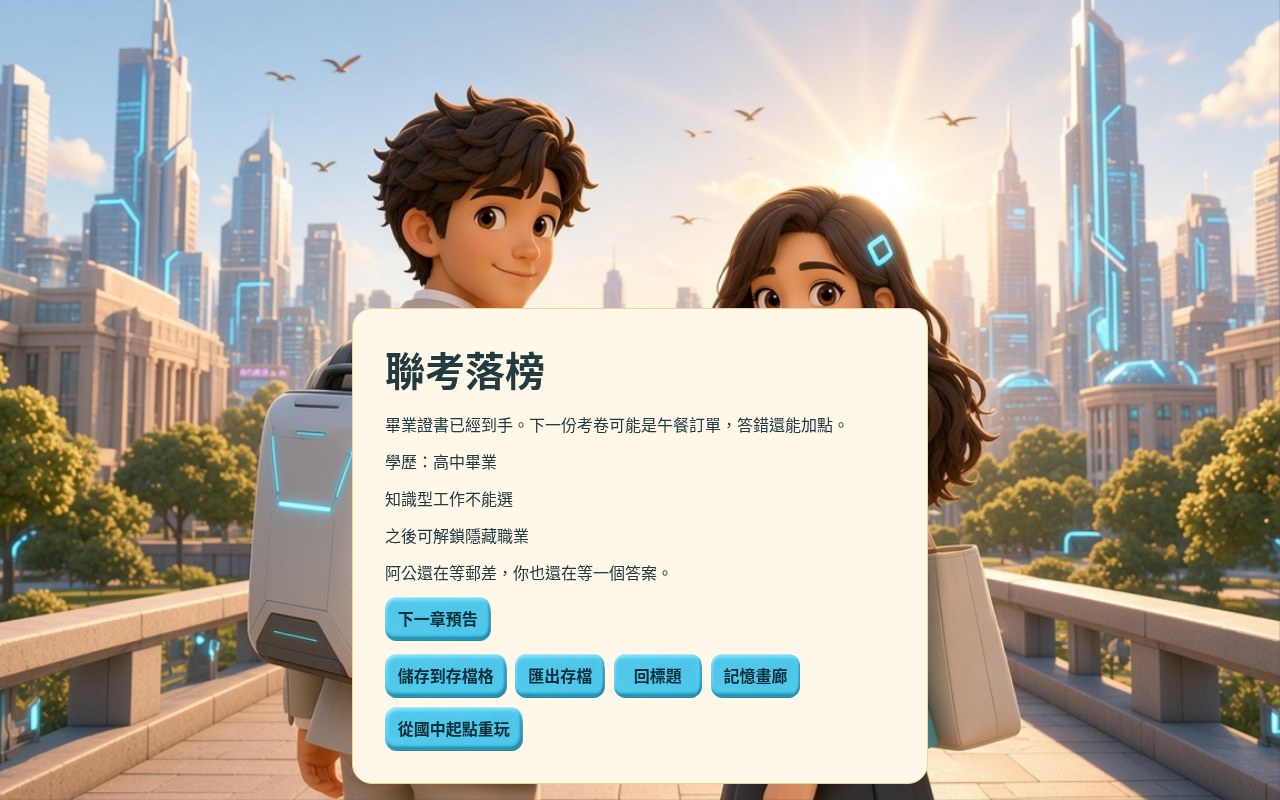 聯考落榜
畢業證書已經到手。下一份考卷可能是午餐訂單，答錯還能加點。
學歷：高中畢業
知識型工作不能選
之後可解鎖隱藏職業
阿公還在等郵差，你也還在等一個答案。
下一章預告
儲存到存檔格 匯出存檔 回標題 記憶畫廊
從國中起點重玩